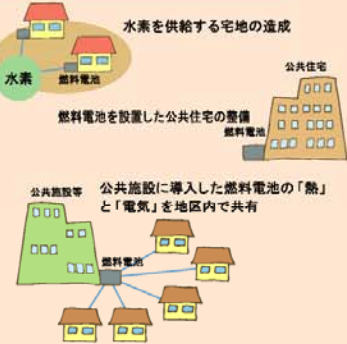 水素を供給する宅地の造成
水素
燃料電池
公共住宅
燃料電池を設置した公共住宅の整備
燃料電池
公共施設等
公共施設に導入した燃料電池の「熱」
と「電気」を地区内で共有
燃料電池